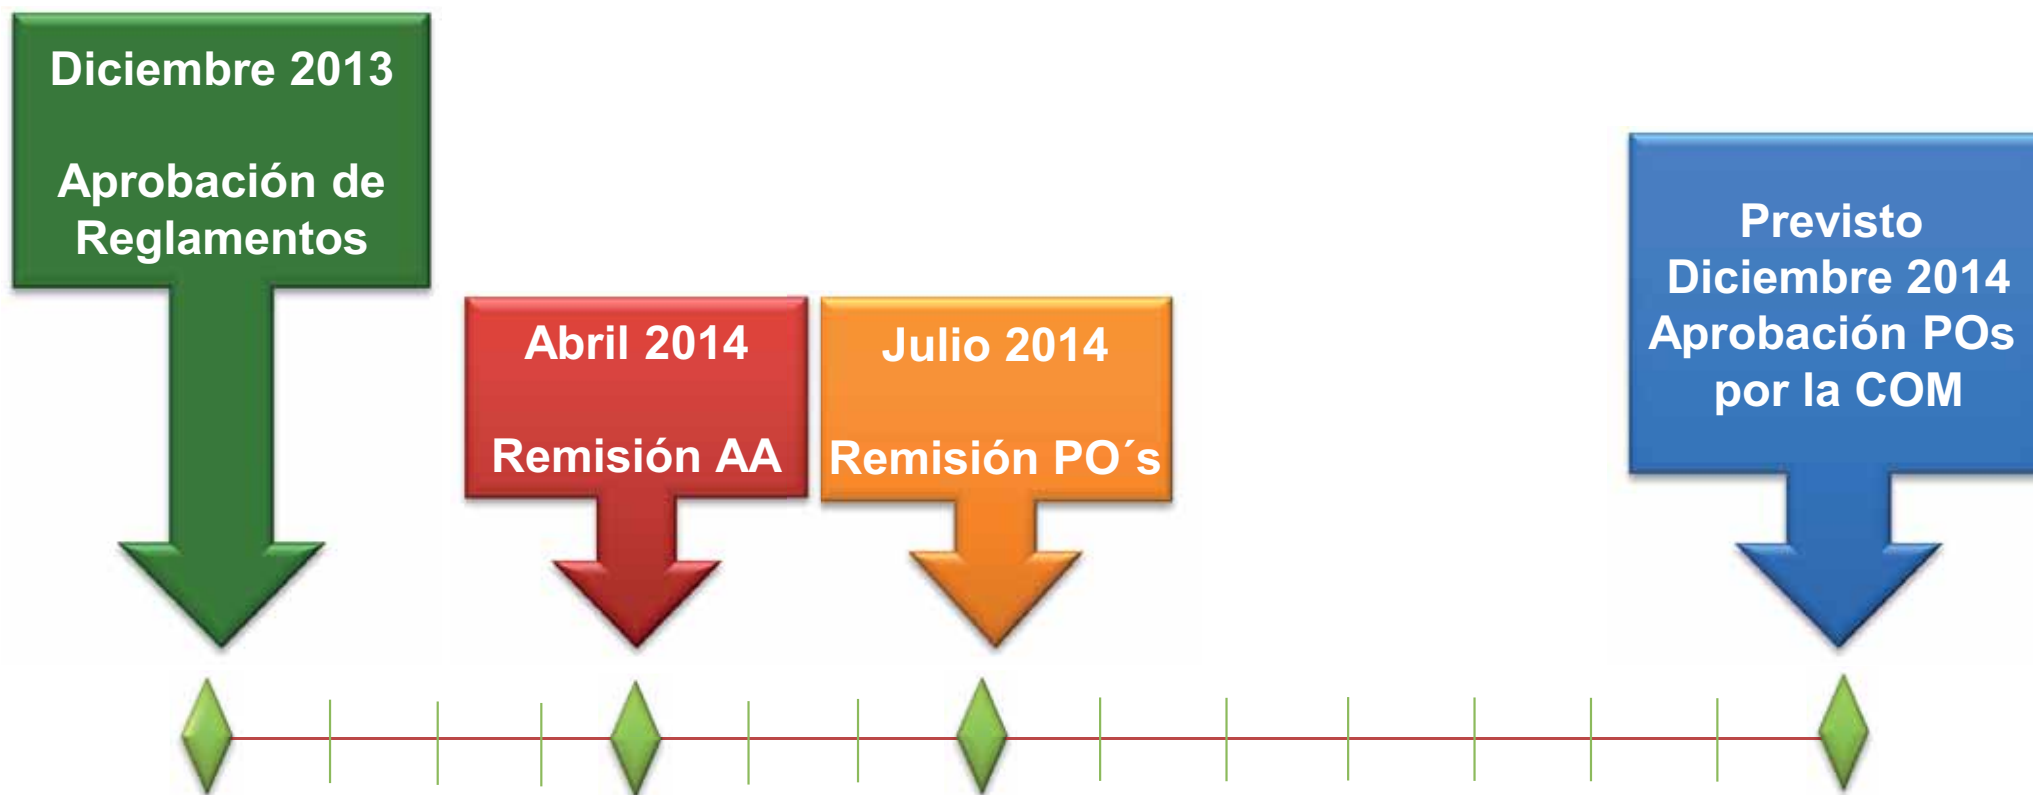 Diciembre 2013
Aprobación de
Reglamentos
Abril 2014
Remisión AA
Julio 2014
Remisión PO´s
Previsto
Diciembre 2014
Aprobación POs
por la COM